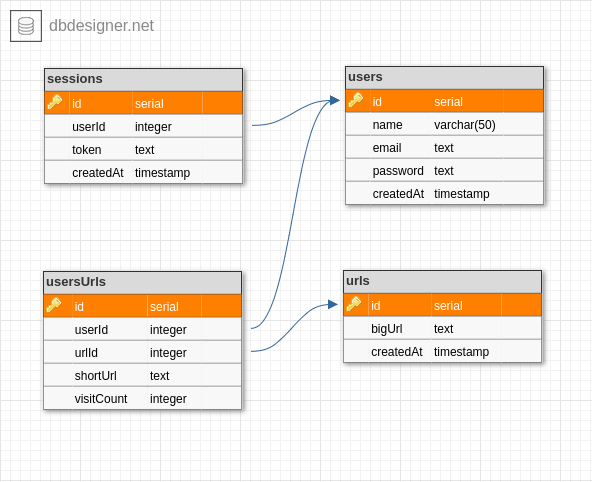 dbdesigner.net
sessions
id serial
userId integer
token text
createdAt timestamp
users
id serial
name varchar(50)
email text
password text
createdAt timestamp
usersUrls
id serial
userId integer
urlId integer
shortUrl text
visitCount integer
urls
id serial
bigUrl text
createdAt timestamp